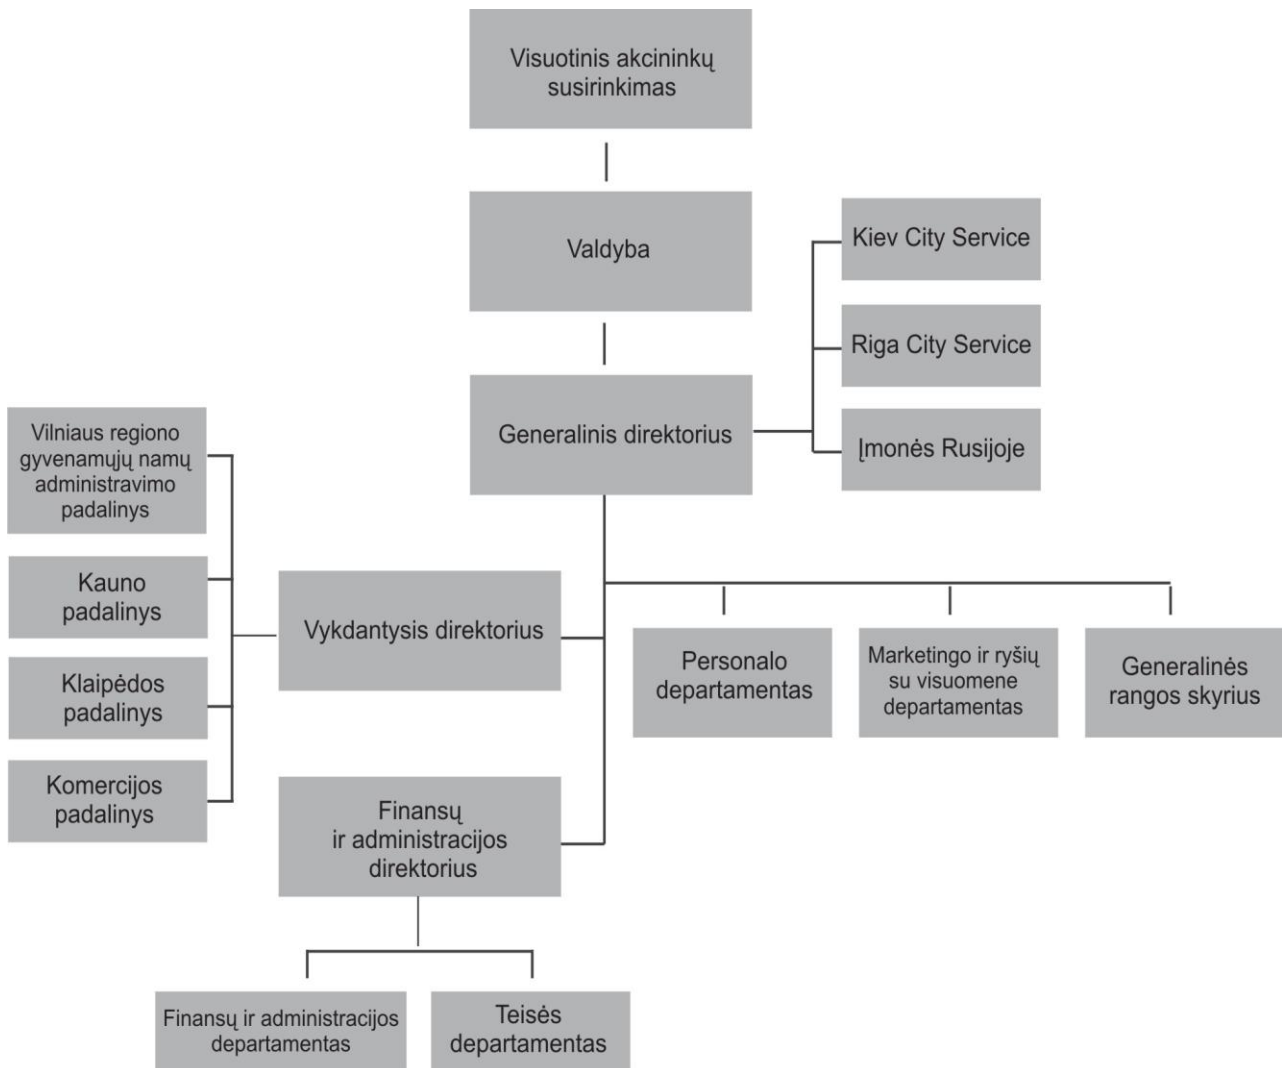 Visuotinis akcininkų
susirinkimas
Valdyba
Kiev City Service
Riga City Service
Generalinis direktorius
Įmonės Rusijoje
Vilniaus regiono
gyvenamųjų namų
administravimo
padalinys
Kauno
padalinys
Klaipėdos
padalinys
Komercijos
padalinys
Vykdantysis direktorius
Personalo
departamentas
Marketingo ir ryšių
su visuomene
departamentas
Generalinės
rangos skyrius
Finansų
ir administracijos
direktorius
Finansų ir administracijos
departamentas
Teisės
departamentas